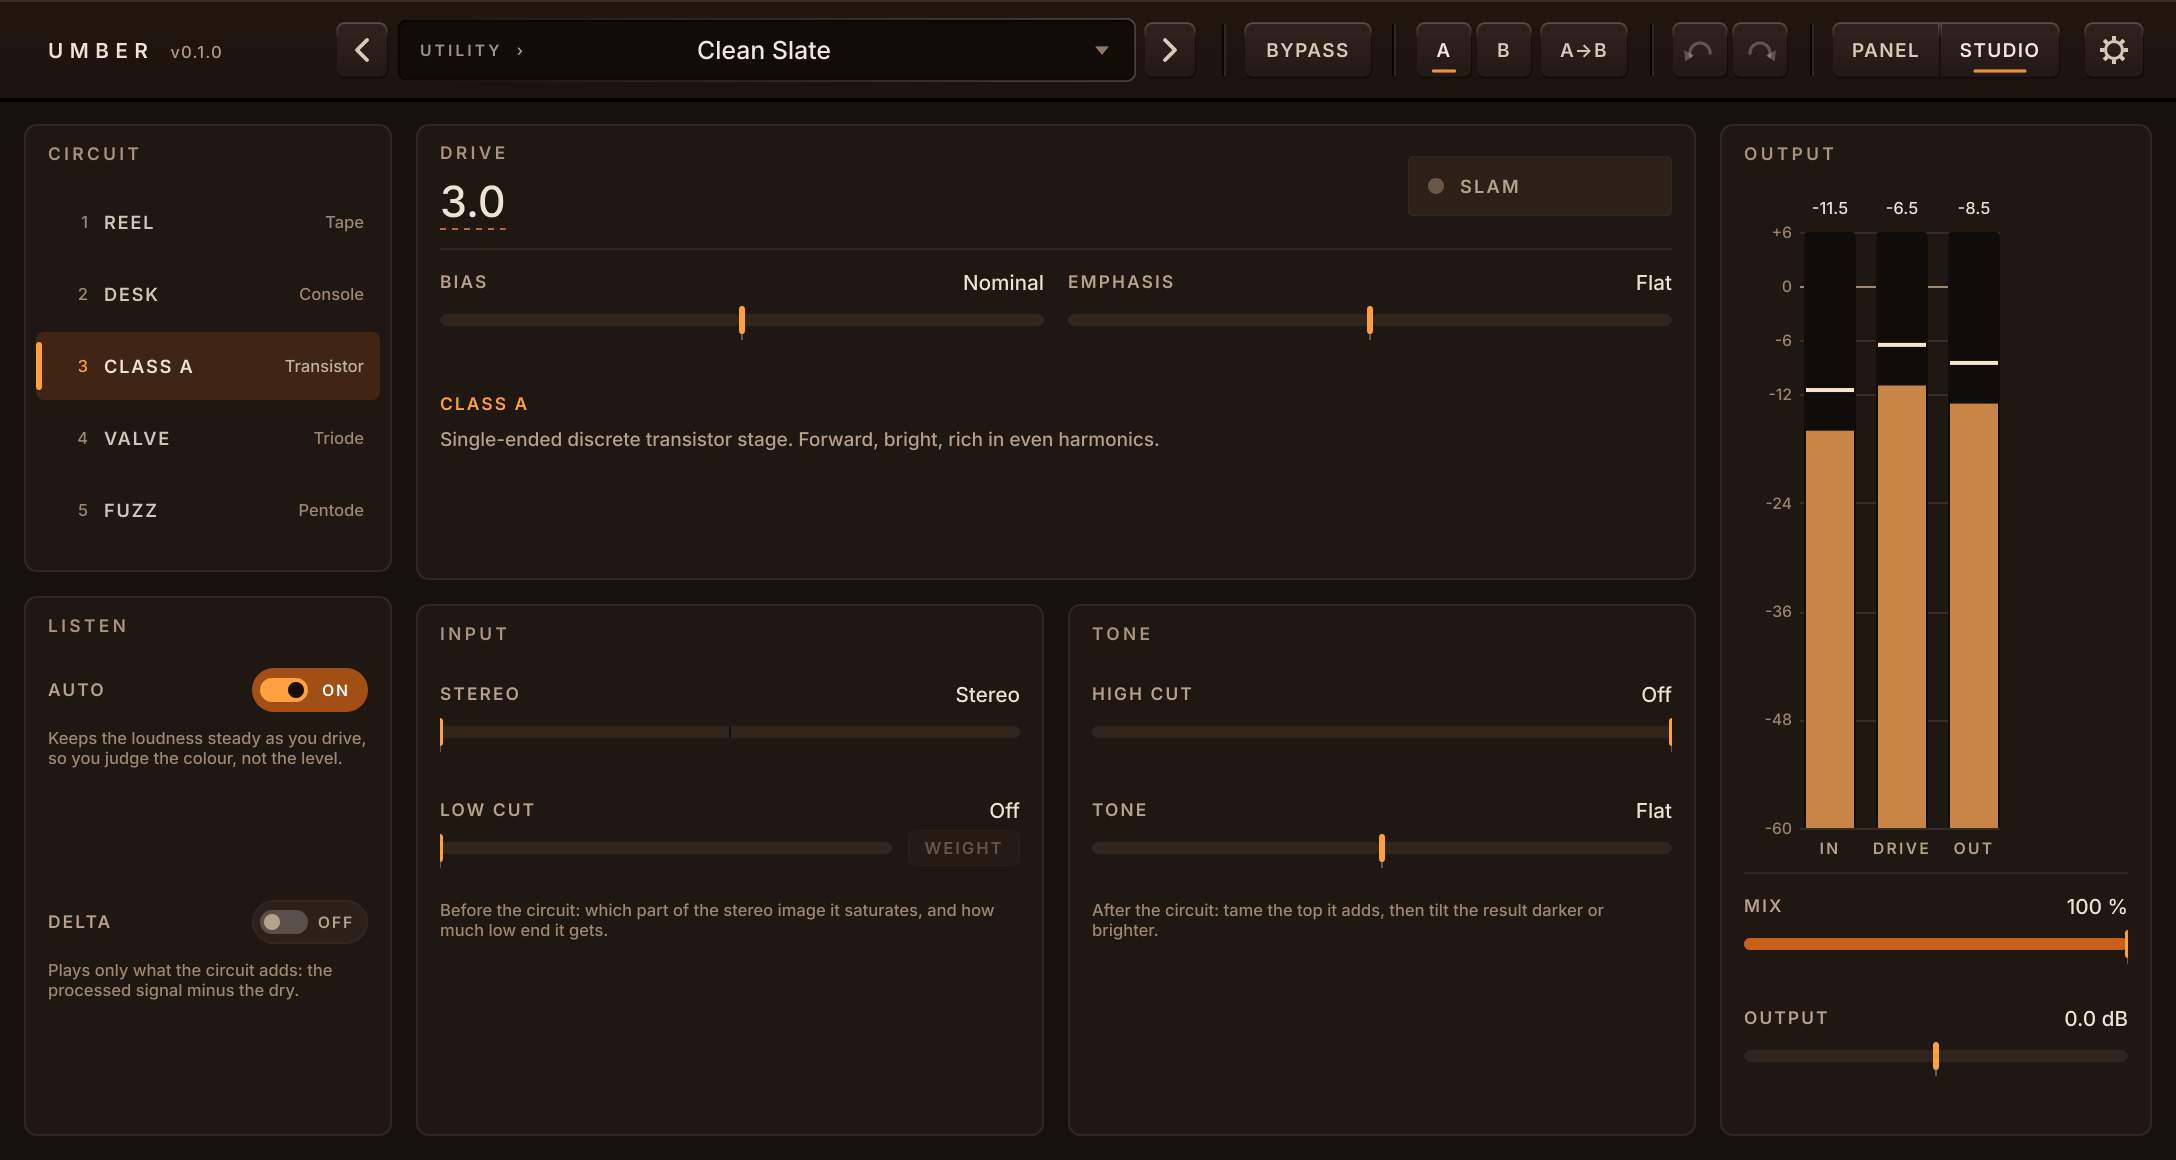 UMBER v0.1.0
UTILITY › Clean Slate
BYPASS
A B A→B
PANEL STUDIO
CIRCUIT
1 REEL Tape
2 DESK Console
3 CLASS A Transistor
4 VALVE Triode
5 FUZZ Pentode
LISTEN
AUTO ON
Keeps the loudness steady as you drive,
so you judge the colour, not the level.
DELTA OFF
Plays only what the circuit adds: the
processed signal minus the dry.
DRIVE
3.0
SLAM
BIAS Nominal
EMPHASIS Flat
CLASS A
Single-ended discrete transistor stage. Forward, bright, rich in even harmonics.
INPUT
STEREO Stereo
LOW CUT Off
WEIGHT
Before the circuit: which part of the stereo image it saturates, and how
much low end it gets.
TONE
HIGH CUT Off
TONE Flat
After the circuit: tame the top it adds, then tilt the result darker or
brighter.
OUTPUT
-11.5 -6.5 -8.5
+6
0
-6
-12
-24
-36
-48
-60
IN DRIVE OUT
MIX 100 %
OUTPUT 0.0 dB